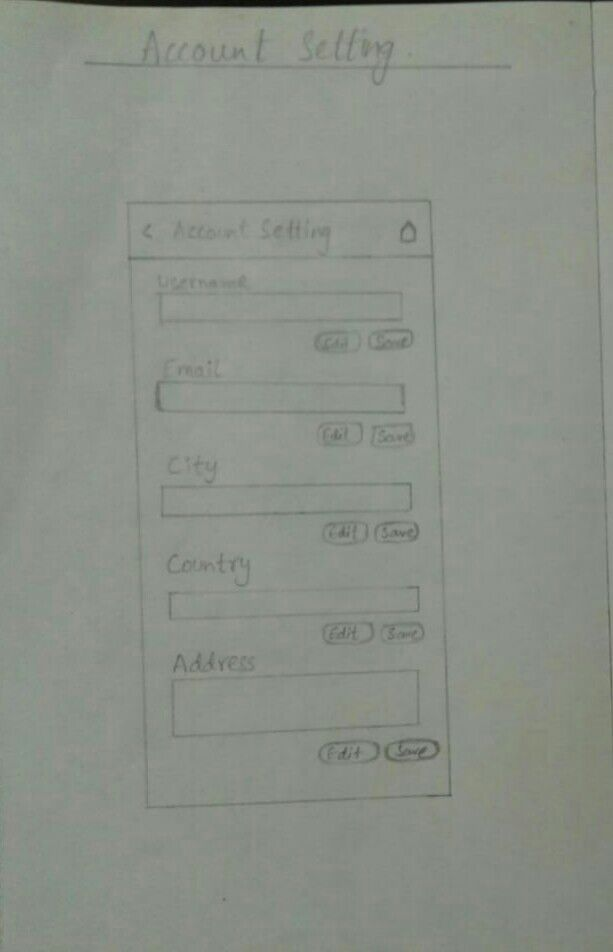 Account Setting.
< Account Setting
Username
Edit Save
Email
Edit Save
City
Edit Save
Country
Edit Save
Address
Edit Save